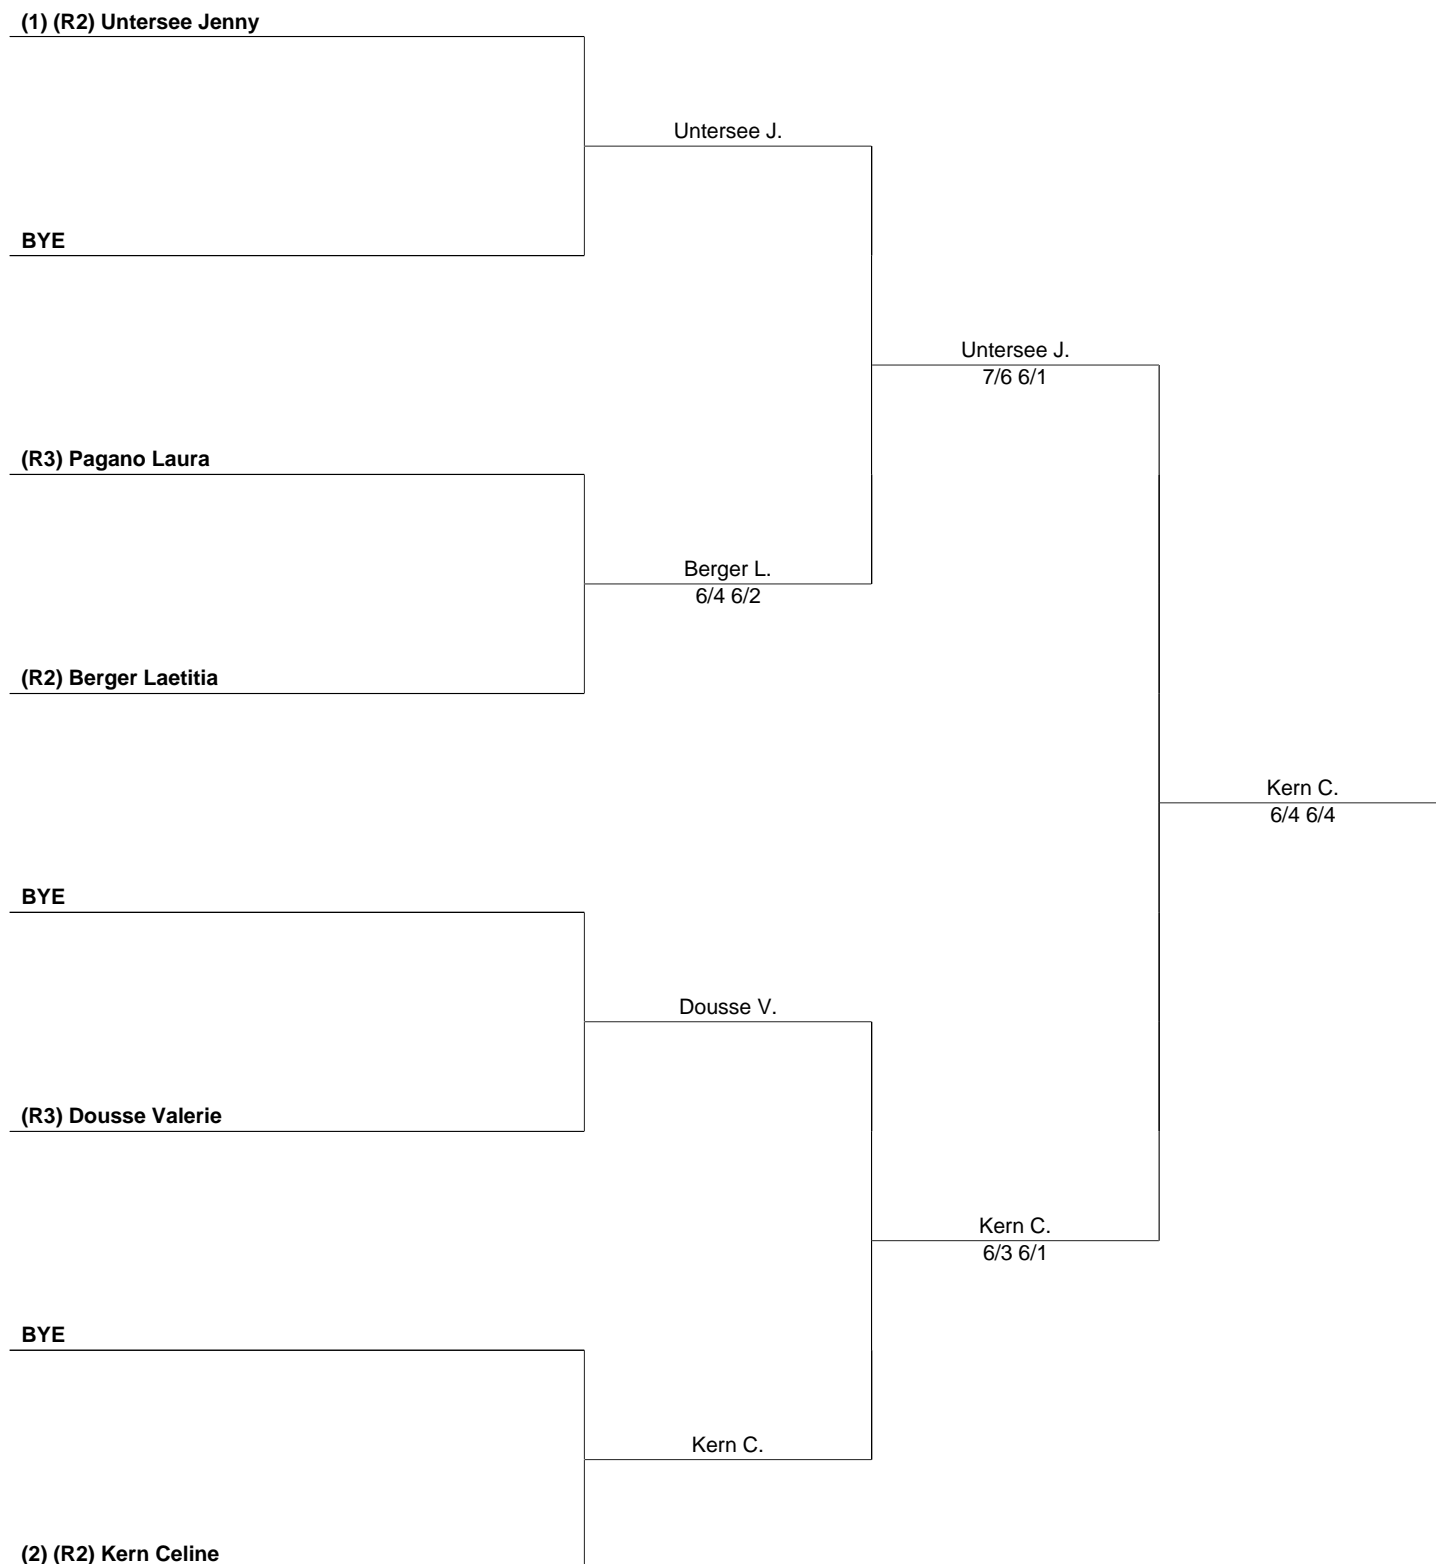 (1) (R2) Untersee Jenny
Untersee J.
BYE
Untersee J.
7/6 6/1
(R3) Pagano Laura
Berger L.
6/4 6/2
(R2) Berger Laetitia
Kern C.
6/4 6/4
BYE
Dousse V.
(R3) Dousse Valerie
Kern C.
6/3 6/1
BYE
Kern C.
(2) (R2) Kern Celine